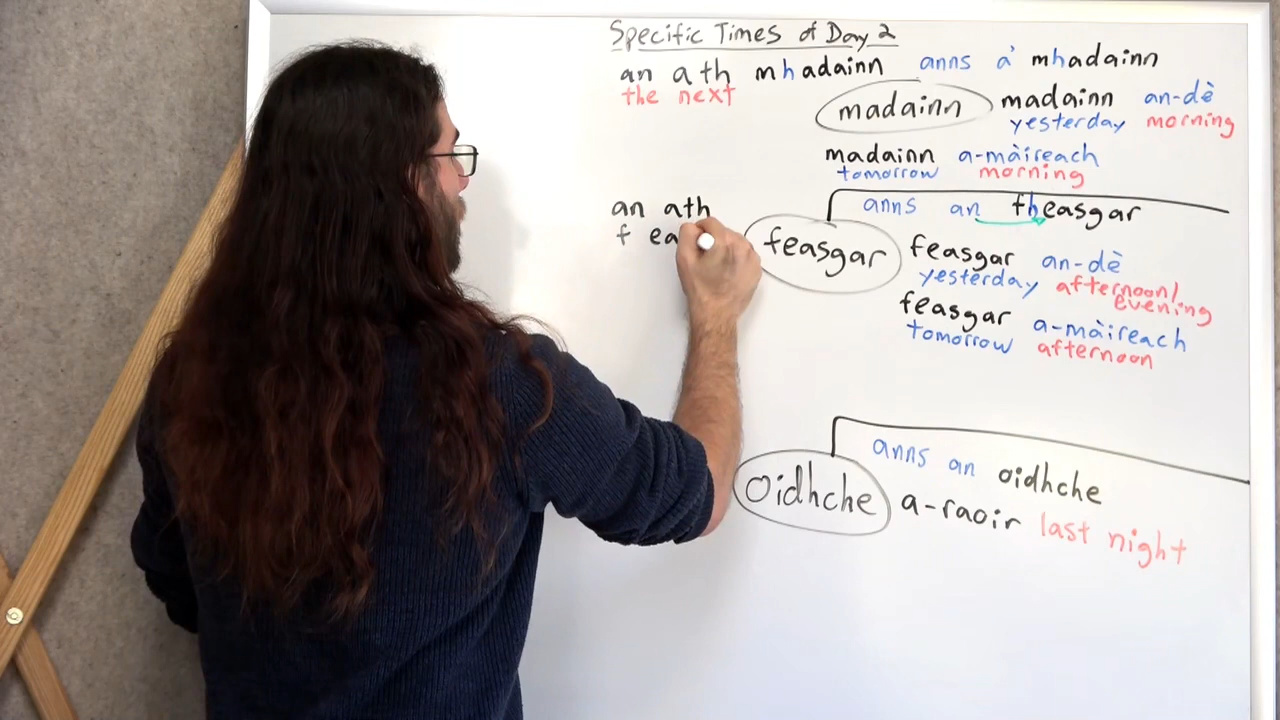 Specific Times of Day 2
an ath mhadainn anns a' mhadainn
the next
madainn madainn an-dè
yesterday morning
madainn a-màireach
tomorrow morning
anns an fheasgar
an ath
f ea
feasgar feasgar an-dè
yesterday afternoon/
evening
feasgar a-màireach
tomorrow afternoon
anns an oidhche
oidhche a-raoir last night